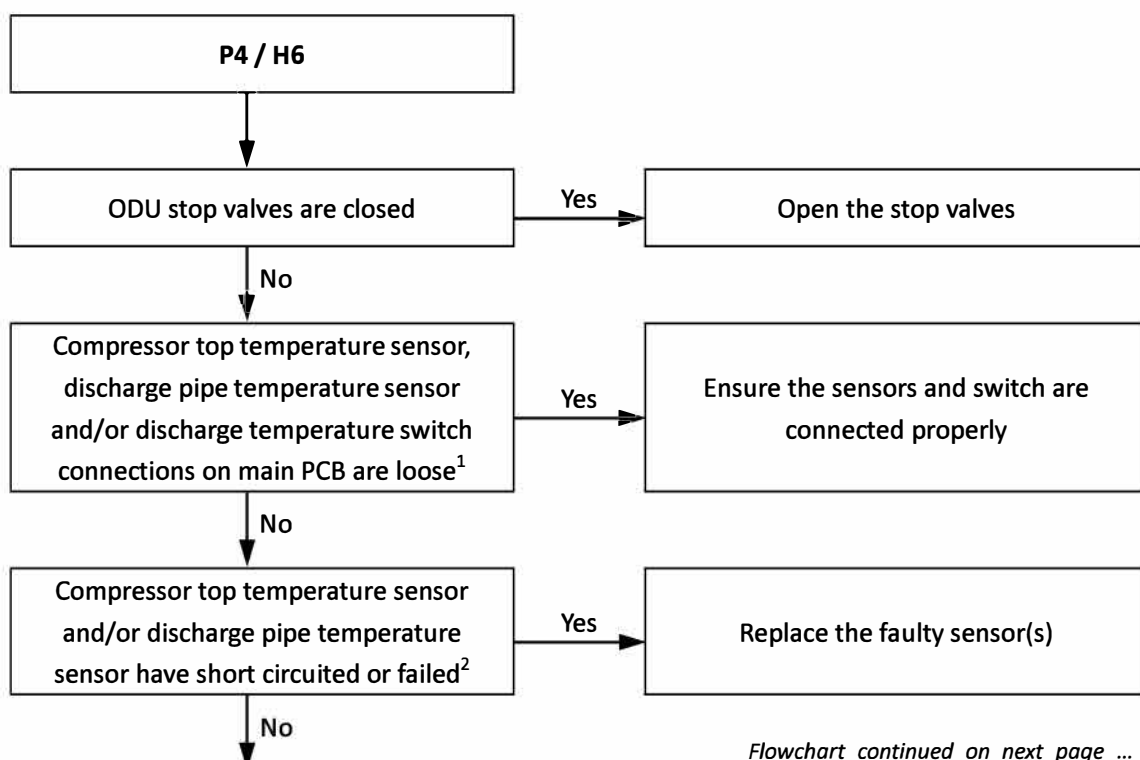 P4 / H6
ODU stop valves are closed
Yes
Open the stop valves
No
Compressor top temperature sensor,
discharge pipe temperature sensor
and/or discharge temperature switch
connections on main PCB are loose¹
Yes
Ensure the sensors and switch are
connected properly
No
Compressor top temperature sensor
and/or discharge pipe temperature
sensor have short circuited or failed²
Yes
Replace the faulty sensor(s)
No
Flowchart continued on next page ...